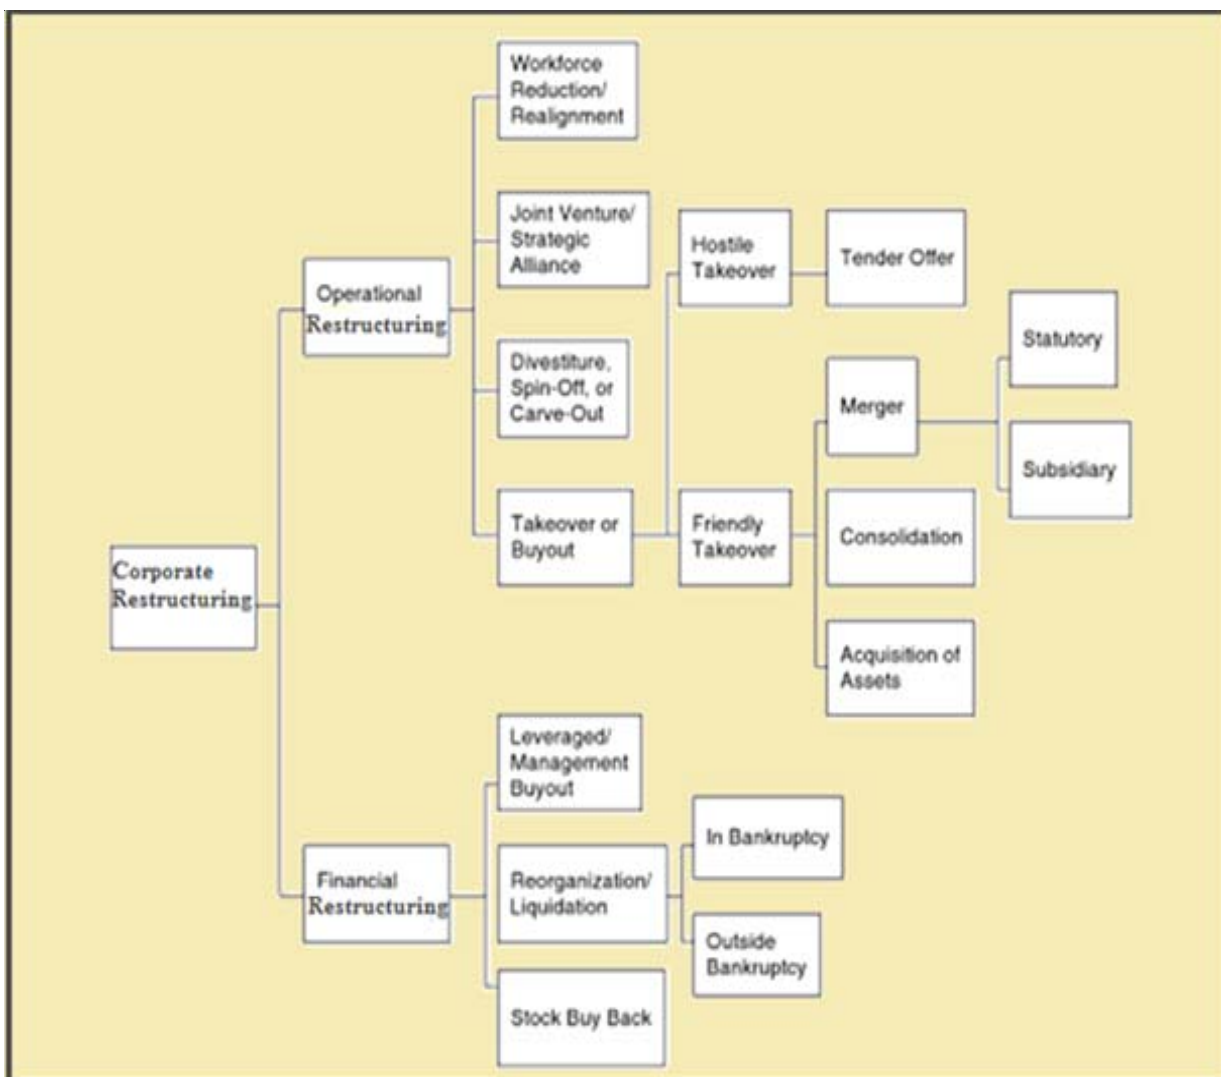 Workforce
Reduction/
Realignment
Joint Venture/
Strategic
Alliance
Hostile
Takeover
Tender Offer
Operational
Restructuring
Statutory
Divestiture,
Spin-Off, or
Carve-Out
Merger
Subsidiary
Takeover or
Buyout
Friendly
Takeover
Consolidation
Corporate
Restructuring
Acquisition of
Assets
Leveraged/
Management
Buyout
In Bankruptcy
Financial
Restructuring
Reorganization/
Liquidation
Outside
Bankruptcy
Stock Buy Back